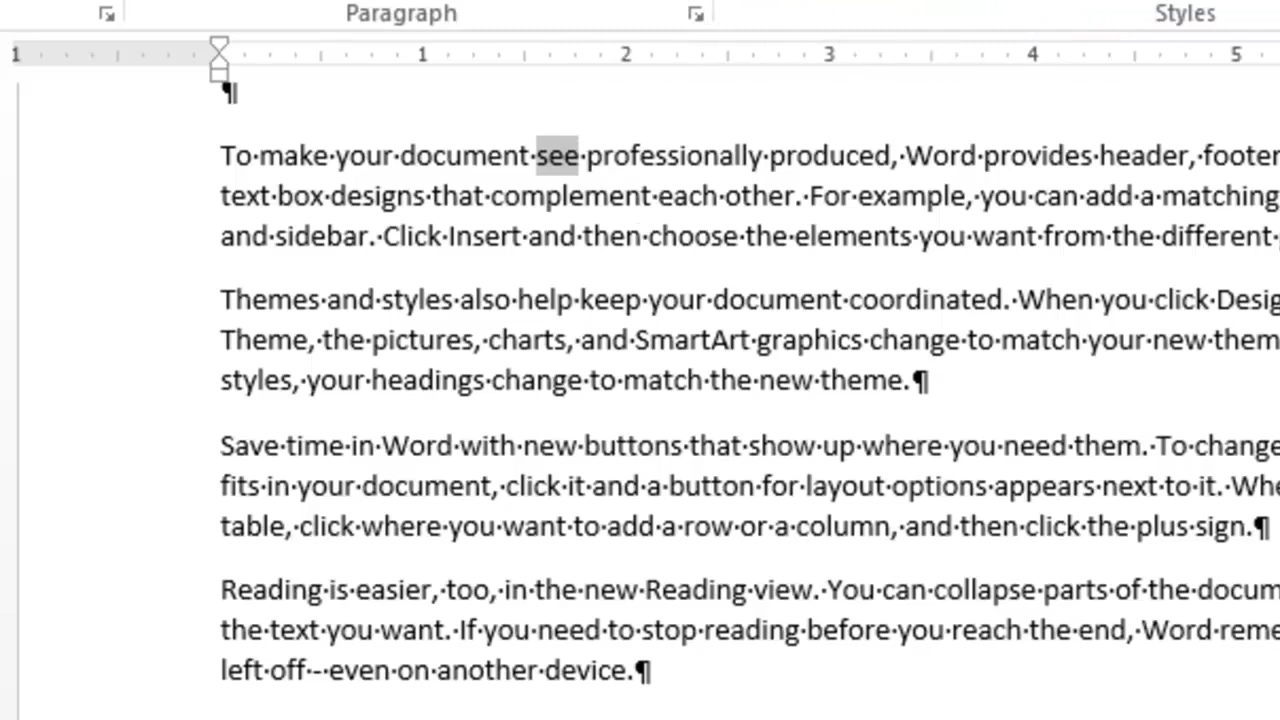 Paragraph Styles
1 1 2 3 4 5
¶
To·make·your·document·see·professionally·produced,·Word·provides·header,·footer
text·box·designs·that·complement·each·other.·For·example,·you·can·add·a·matching
and·sidebar.·Click·Insert·and·then·choose·the·elements·you·want·from·the·different·
Themes·and·styles·also·help·keep·your·document·coordinated.·When·you·click·Desig
Theme,·the·pictures,·charts,·and·SmartArt·graphics·change·to·match·your·new·them
styles,·your·headings·change·to·match·the·new·theme.¶
Save·time·in·Word·with·new·buttons·that·show·up·where·you·need·them.·To·change
fits·in·your·document,·click·it·and·a·button·for·layout·options·appears·next·to·it.·Whe
table,·click·where·you·want·to·add·a·row·or·a·column,·and·then·click·the·plus·sign.¶
Reading·is·easier,·too,·in·the·new·Reading·view.·You·can·collapse·parts·of·the·docum
the·text·you·want.·If·you·need·to·stop·reading·before·you·reach·the·end,·Word·reme
left·off·-·even·on·another·device.¶